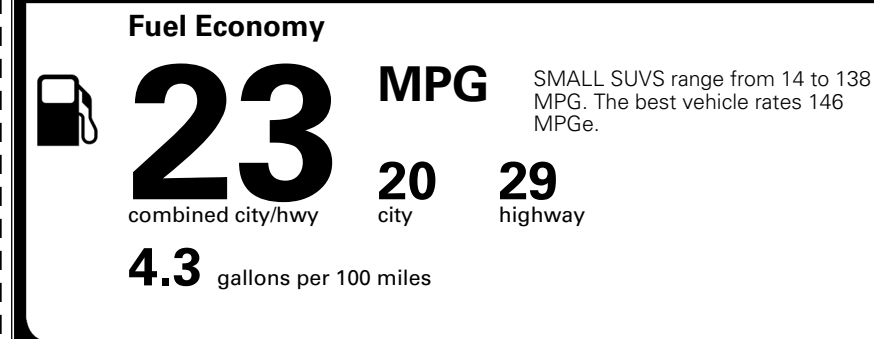 Fuel Economy
23
combined city/hwy
MPG
20
city
29
highway
SMALL SUVS range from 14 to 138
MPG. The best vehicle rates 146
MPGe.
4.3 gallons per 100 miles